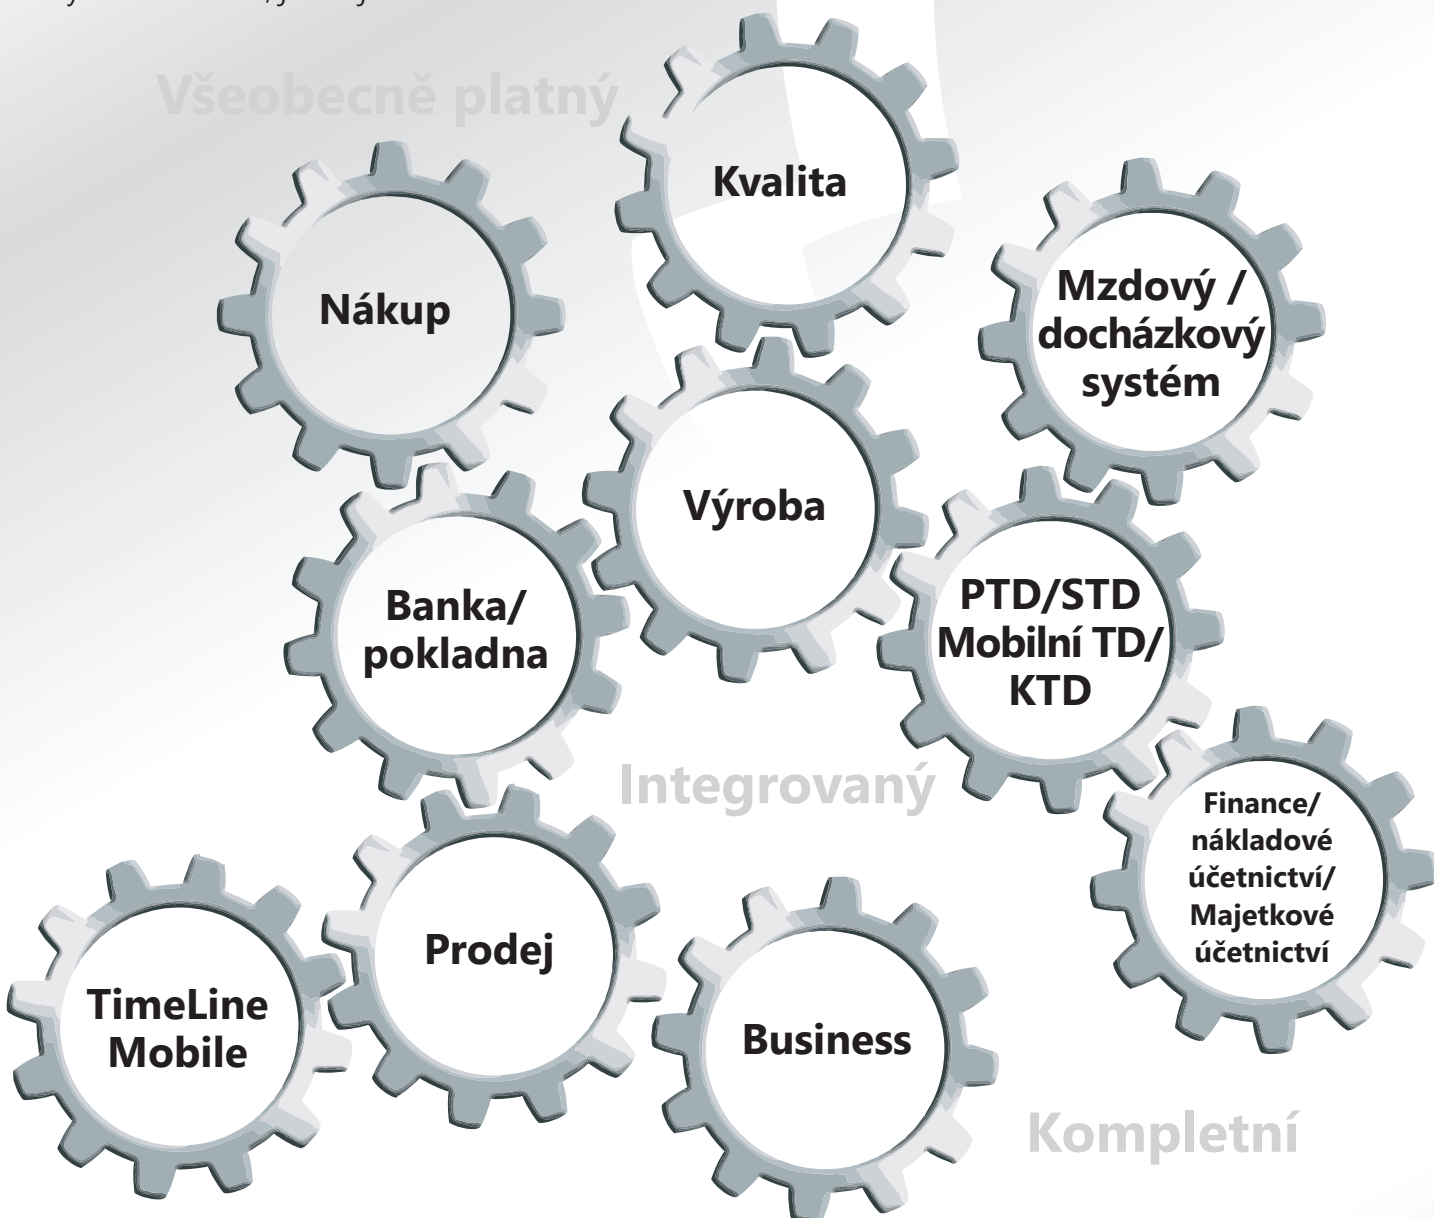 Všeobecně platný
Kvalita
Nákup
Mzdový /
docházkový
systém
Výroba
Banka/
pokladna
PTD/STD
Mobilní TD/
KTD
Integrovaný
Finance/
nákladové
účetnictví/
Majetkové
účetnictví
Prodej
TimeLine
Mobile
Business
Kompletní